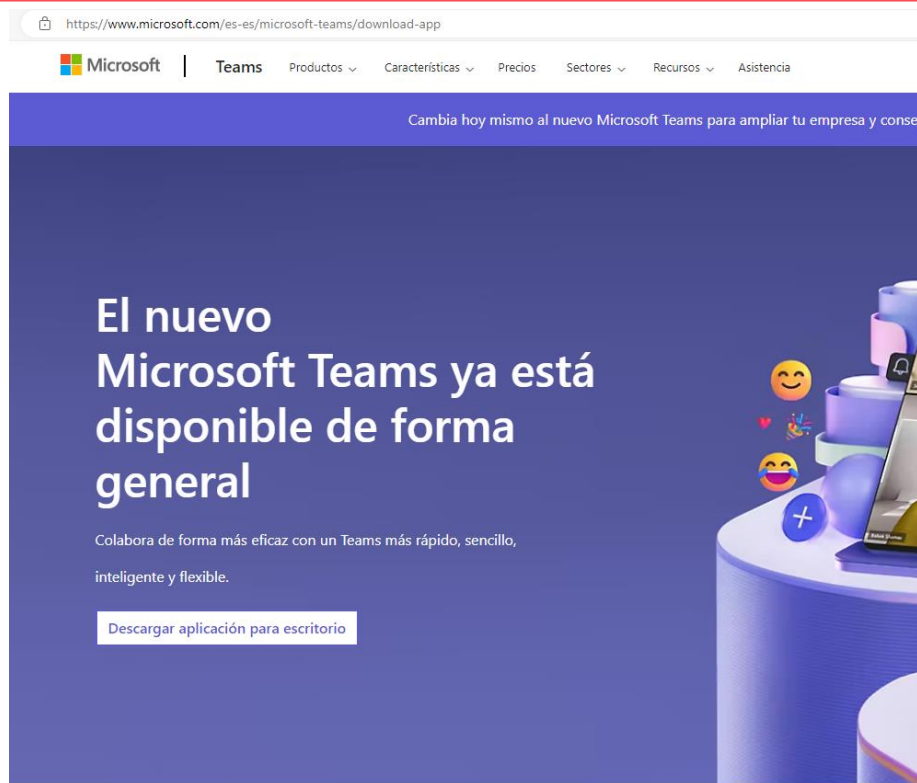 https://www.microsoft.com/es-es/microsoft-teams/download-app
Microsoft Teams Productos Características Precios Sectores Recursos Asistencia
Cambia hoy mismo al nuevo Microsoft Teams para ampliar tu empresa y conse
El nuevo
Microsoft Teams ya está
disponible de forma
general
Colabora de forma más eficaz con un Teams más rápido, sencillo,
inteligente y flexible.
Descargar aplicación para escritorio